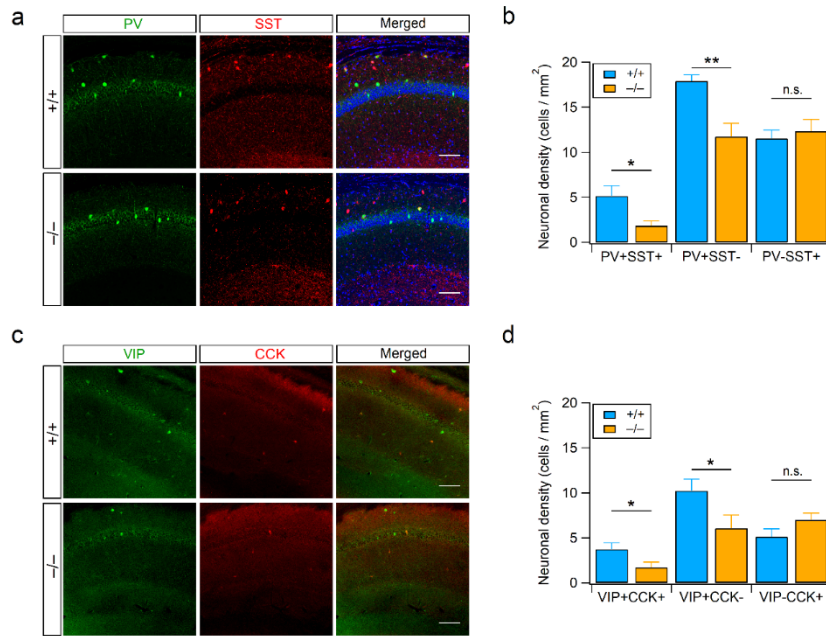 a
PV
SST
Merged
+/+
–/–
b
Neuronal density (cells / mm²)
20
15
10
5
0
+/+
–/–
*
**
n.s.
PV+SST+
PV+SST-
PV-SST+
c
VIP
CCK
Merged
+/+
–/–
d
Neuronal density (cells / mm²)
20
15
10
5
0
+/+
–/–
*
*
n.s.
VIP+CCK+
VIP+CCK-
VIP-CCK+